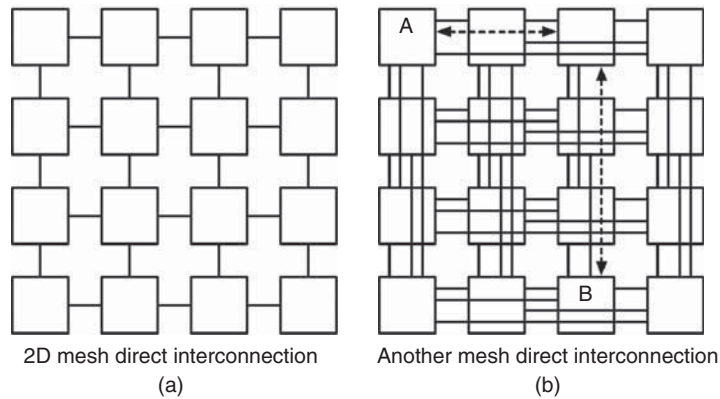 A
B
2D mesh direct interconnection
Another mesh direct interconnection
(a)
(b)